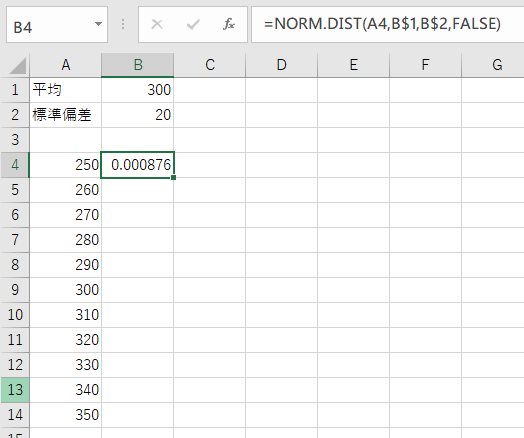 B4 fx =NORM.DIST(A4,B$1,B$2,FALSE)
A B C D E F G
1 平均 300
2 標準偏差 20
3
4 250 0.000876
5 260
6 270
7 280
8 290
9 300
10 310
11 320
12 330
13 340
14 350
15